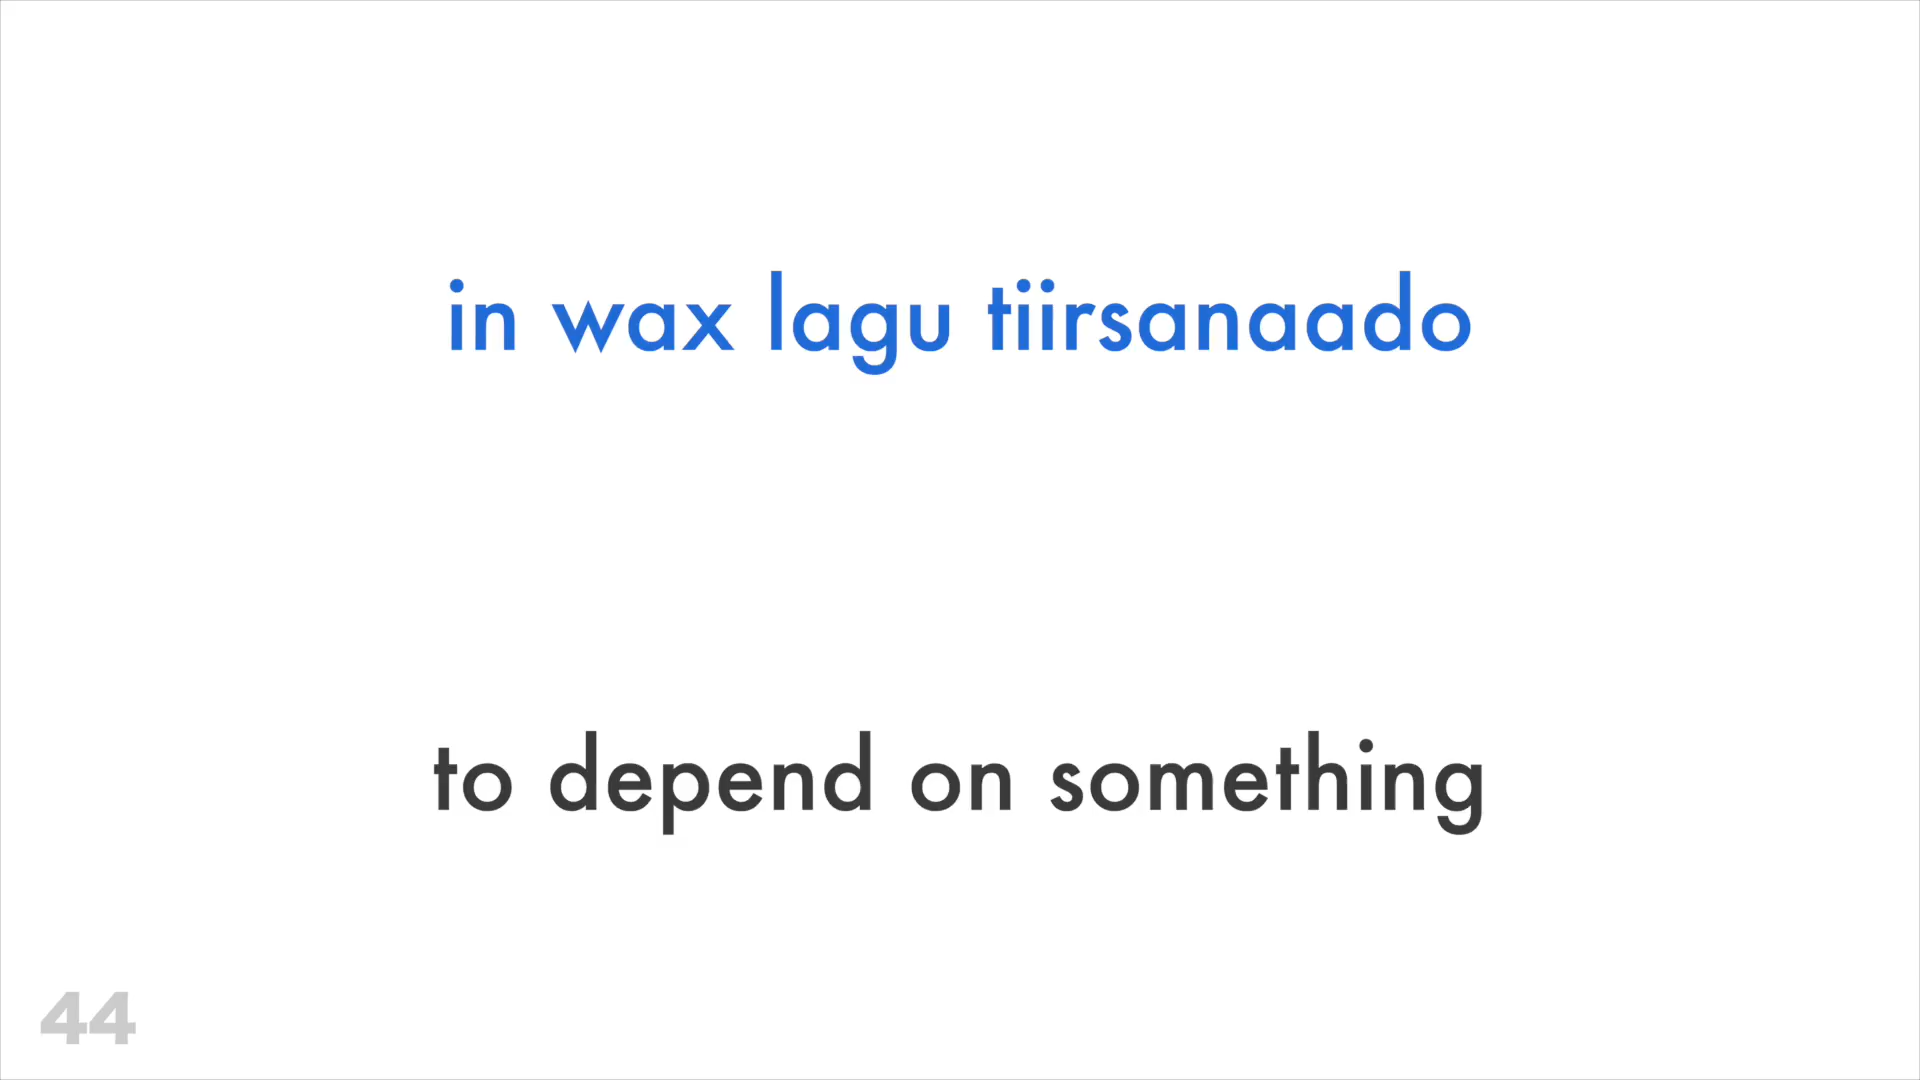 in wax lagu tiirsanaado
to depend on something
44